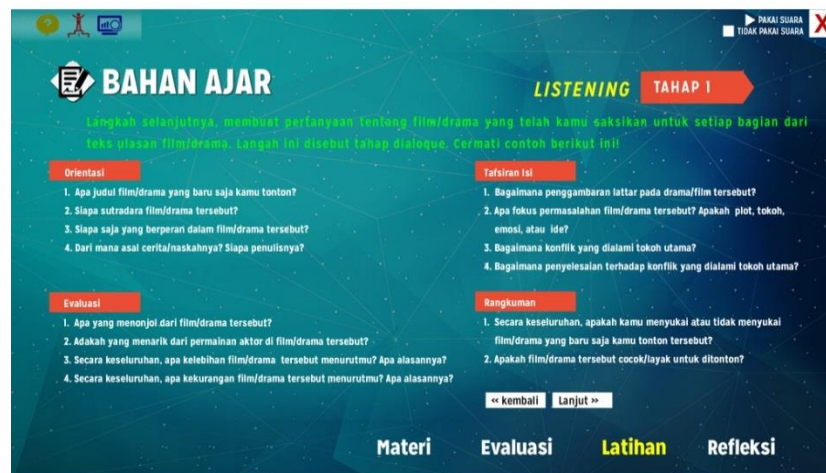 PAKAI SUARA
TIDAK PAKAI SUARA
X
BAHAN AJAR
LISTENING
TAHAP 1
Langkah selanjutnya, membuat pertanyaan tentang film/drama yang telah kamu saksikan untuk setiap bagian dari
teks ulasan film/drama. Langah ini disebut tahap dialoque. Cermati contoh berikut ini!
Orientasi
1. Apa judul film/drama yang baru saja kamu tonton?
2. Siapa sutradara film/drama tersebut?
3. Siapa saja yang berperan dalam film/drama tersebut?
4. Dari mana asal cerita/naskahnya? Siapa penulisnya?
Tafsiran Isi
1. Bagaimana penggambaran lattar pada drama/film tersebut?
2. Apa fokus permasalahan film/drama tersebut? Apakah plot, tokoh,
emosi, atau ide?
3. Bagaimana konflik yang dialami tokoh utama?
4. Bagaimana penyelesaian terhadap konflik yang dialami tokoh utama?
Evaluasi
1. Apa yang menonjol dari film/drama tersebut?
2. Adakah yang menarik dari permainan aktor di film/drama tersebut?
3. Secara keseluruhan, apa kelebihan film/drama tersebut menurutmu? Apa alasannya?
4. Secara keseluruhan, apa kekurangan film/drama tersebut menurutmu? Apa alasannya?
Rangkuman
1. Secara keseluruhan, apakah kamu menyukai atau tidak menyukai
film/drama yang baru saja kamu tonton tersebut?
2. Apakah film/drama tersebut cocok/layak untuk ditonton?
« kembali
Lanjut »
Materi
Evaluasi
Latihan
Refleksi